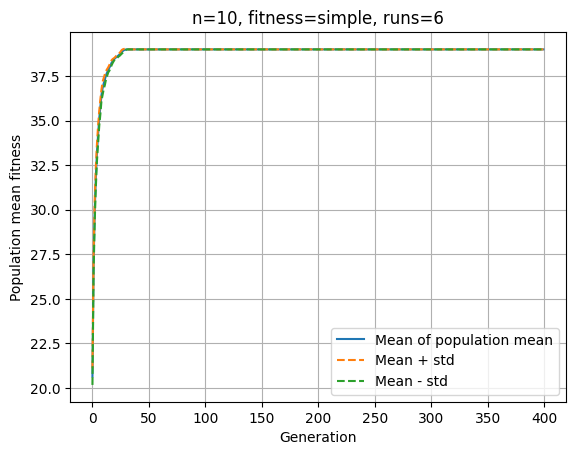 n=10, fitness=simple, runs=6
Population mean fitness
37.5
35.0
32.5
30.0
27.5
25.0
22.5
20.0
Mean of population mean
Mean + std
Mean - std
0 50 100 150 200 250 300 350 400
Generation